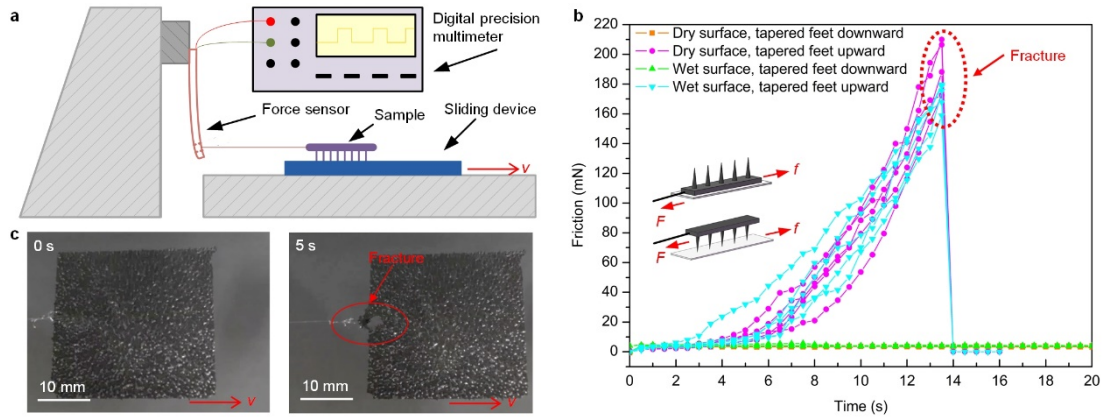 a
Digital precision
multimeter
Force sensor
Sample
Sliding device
v
b
Friction (mN)
220
210
200
180
160
140
120
100
80
60
40
20
0
Dry surface, tapered feet downward
Dry surface, tapered feet upward
Wet surface, tapered feet downward
Wet surface, tapered feet upward
Fracture
f
F
f
F
0 2 4 6 8 10 12 14 16 18 20
Time (s)
c
0 s
10 mm
v
5 s
Fracture
10 mm
v